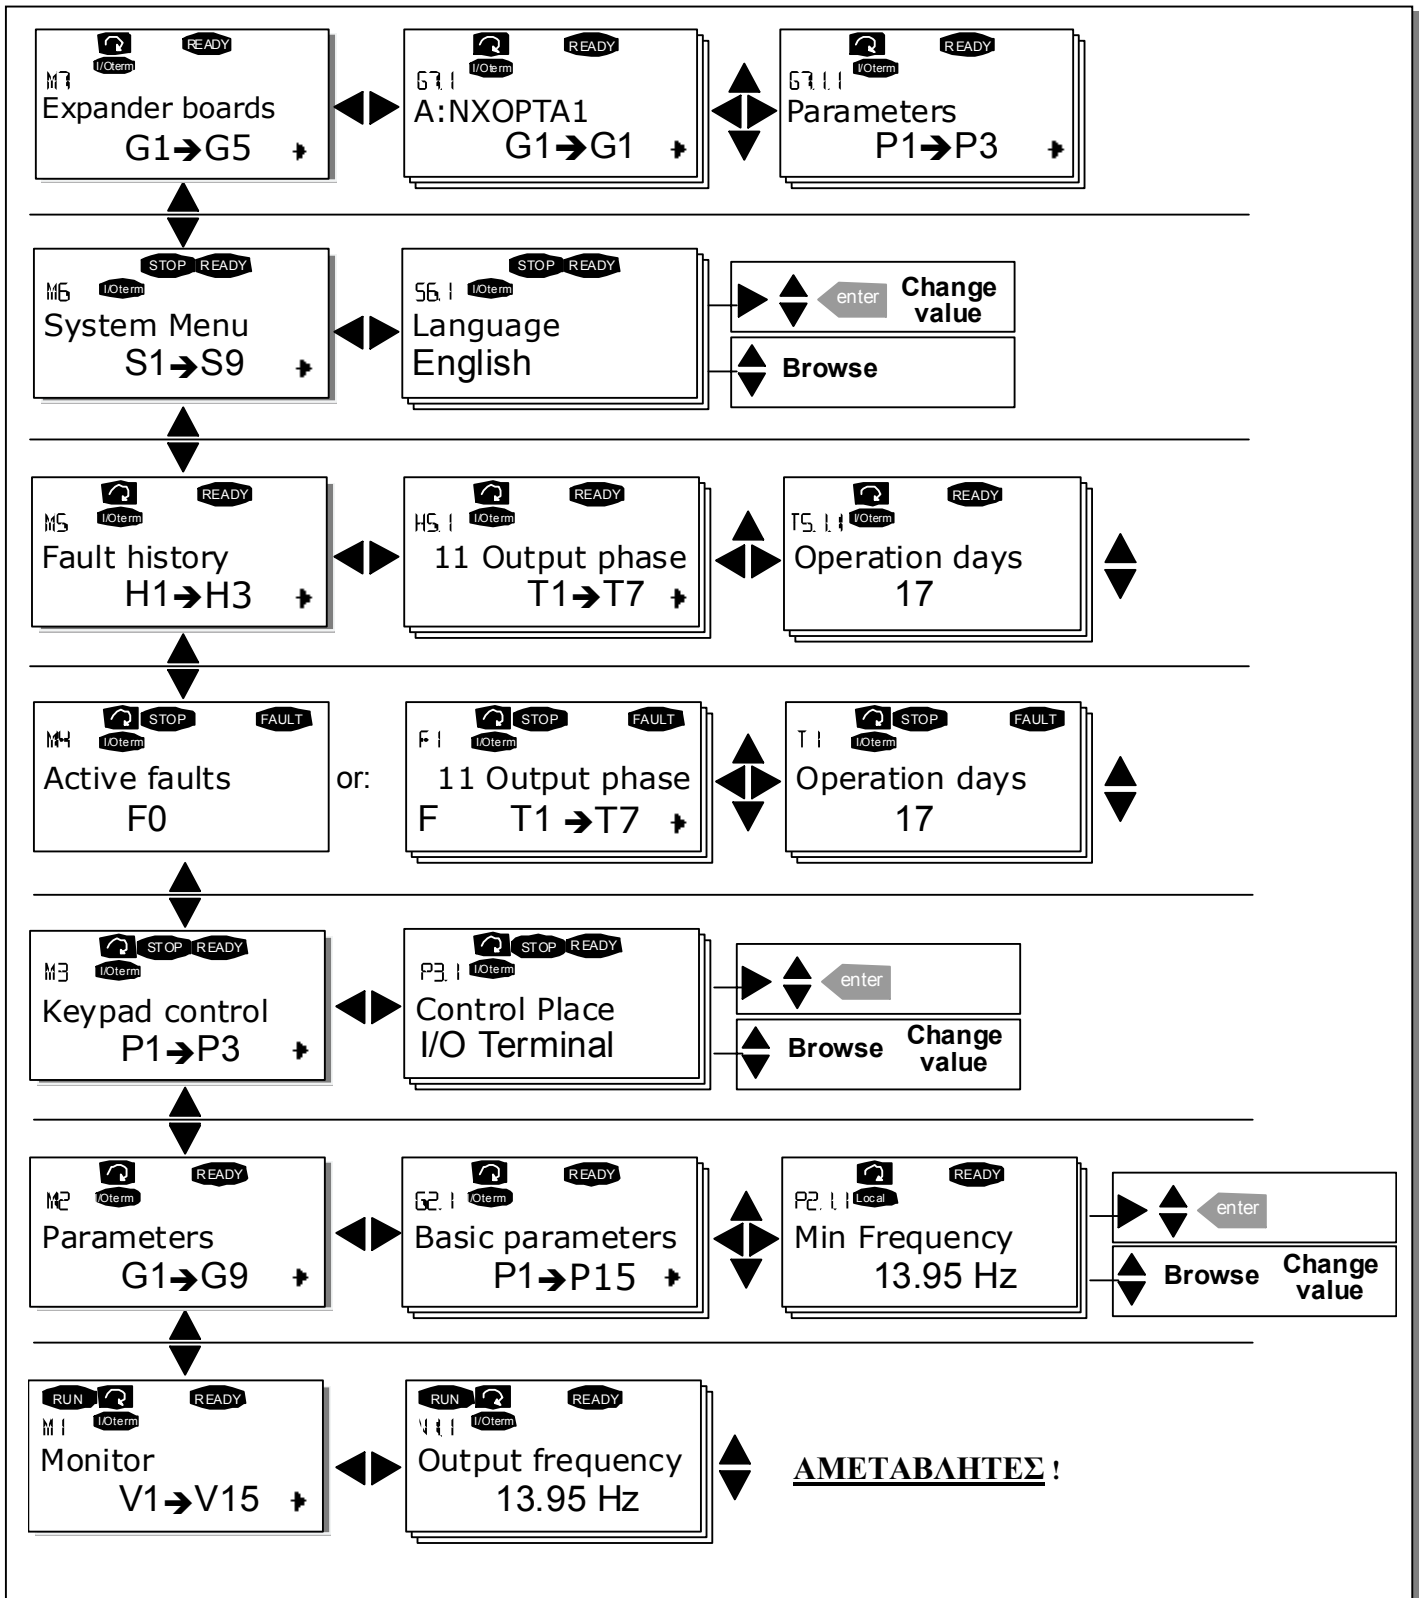 READY
I/Oterm
M7
Expander boards
G1➔G5
READY
I/Oterm
G7.1
A:NXOPTA1
G1➔G1
READY
I/Oterm
G7.1.1
Parameters
P1➔P3
STOP READY
M6 I/Oterm
System Menu
S1➔S9
STOP READY
S6.1 I/Oterm
Language
English
enter Change value
Browse
READY
M5 I/Oterm
Fault history
H1➔H3
READY
H5.1 I/Oterm
11 Output phase
T1➔T7
READY
T5.1.1 I/Oterm
Operation days
17
STOP FAULT
M4 I/Oterm
Active faults
F0
or:
STOP FAULT
F1 I/Oterm
11 Output phase
F T1 ➔T7
STOP FAULT
T1 I/Oterm
Operation days
17
STOP READY
M3 I/Oterm
Keypad control
P1➔P3
STOP READY
P3.1 I/Oterm
Control Place
I/O Terminal
enter
Browse Change value
READY
M2 I/Oterm
Parameters
G1➔G9
READY
G2.1 I/Oterm
Basic parameters
P1➔P15
READY
P2.1.1 Local
Min Frequency
13.95 Hz
enter
Browse Change value
RUN READY
M1 I/Oterm
Monitor
V1➔V15
RUN READY
V1.1 I/Oterm
Output frequency
13.95 Hz
ΑΜΕΤΑΒΛΗΤΕΣ !